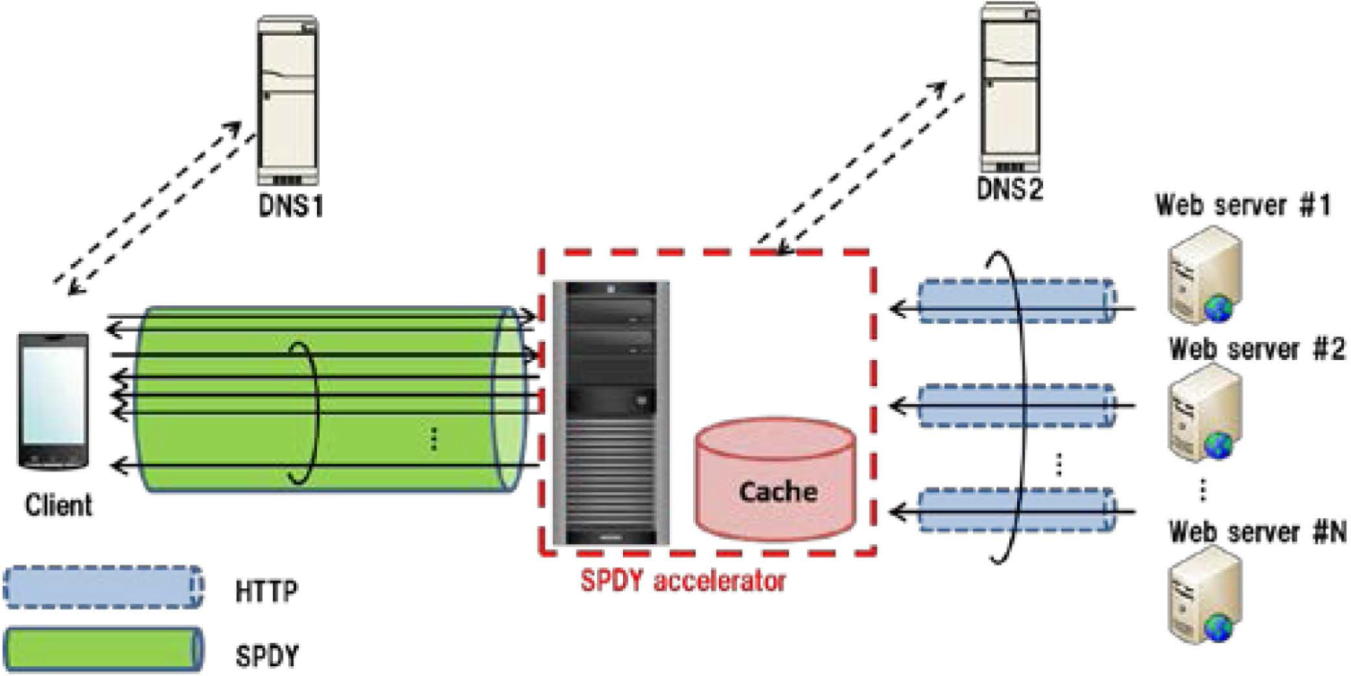 DNS1
DNS2
Web server #1
Web server #2
Client
Cache
⋮
⋮
⋮
Web server #N
SPDY accelerator
HTTP
SPDY